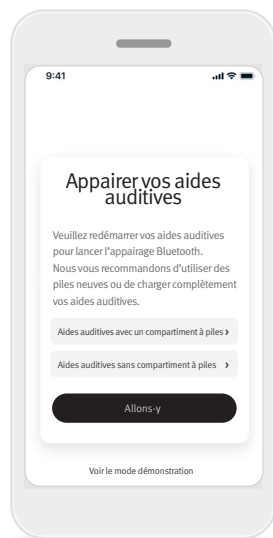 9:41
Appairer vos aides
auditives
Veuillez redémarrer vos aides auditives
pour lancer l'appairage Bluetooth.
Nous vous recommandons d'utiliser des
piles neuves ou de charger complètement
vos aides auditives.
Aides auditives avec un compartiment à piles ›
Aides auditives sans compartiment à piles ›
Allons-y
Voir le mode démonstration